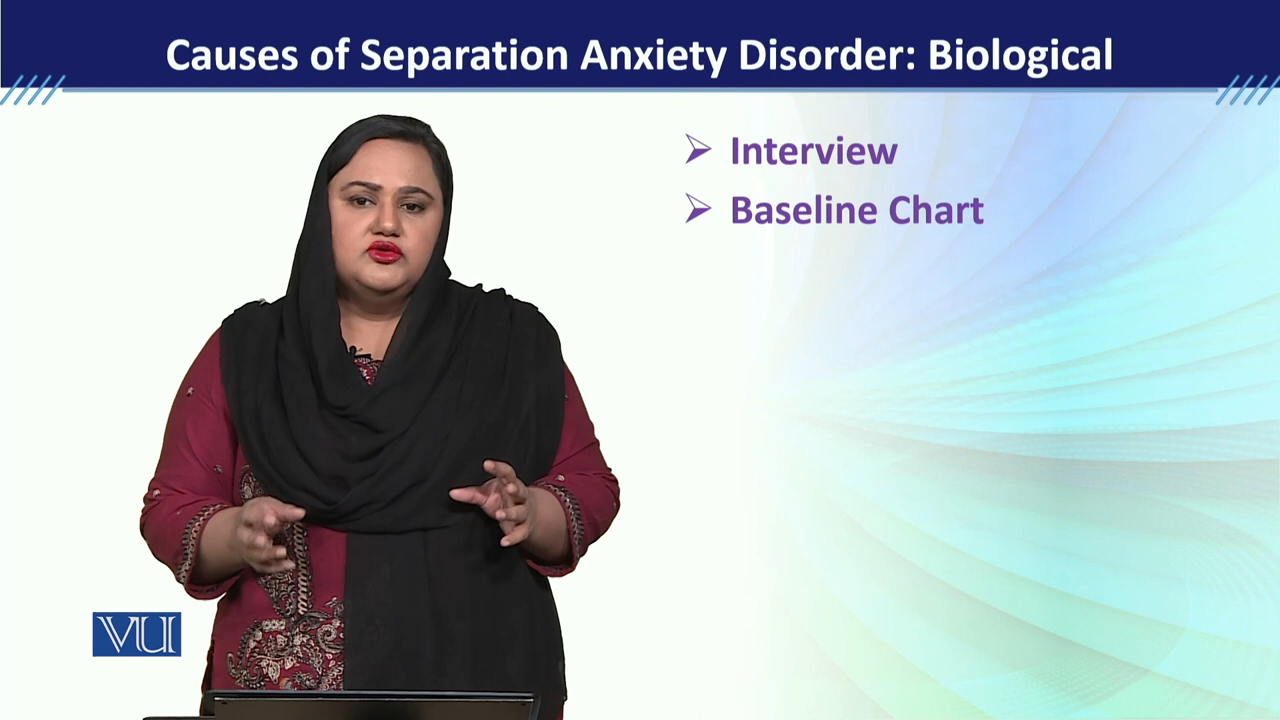 Causes of Separation Anxiety Disorder: Biological
Interview
Baseline Chart
VU